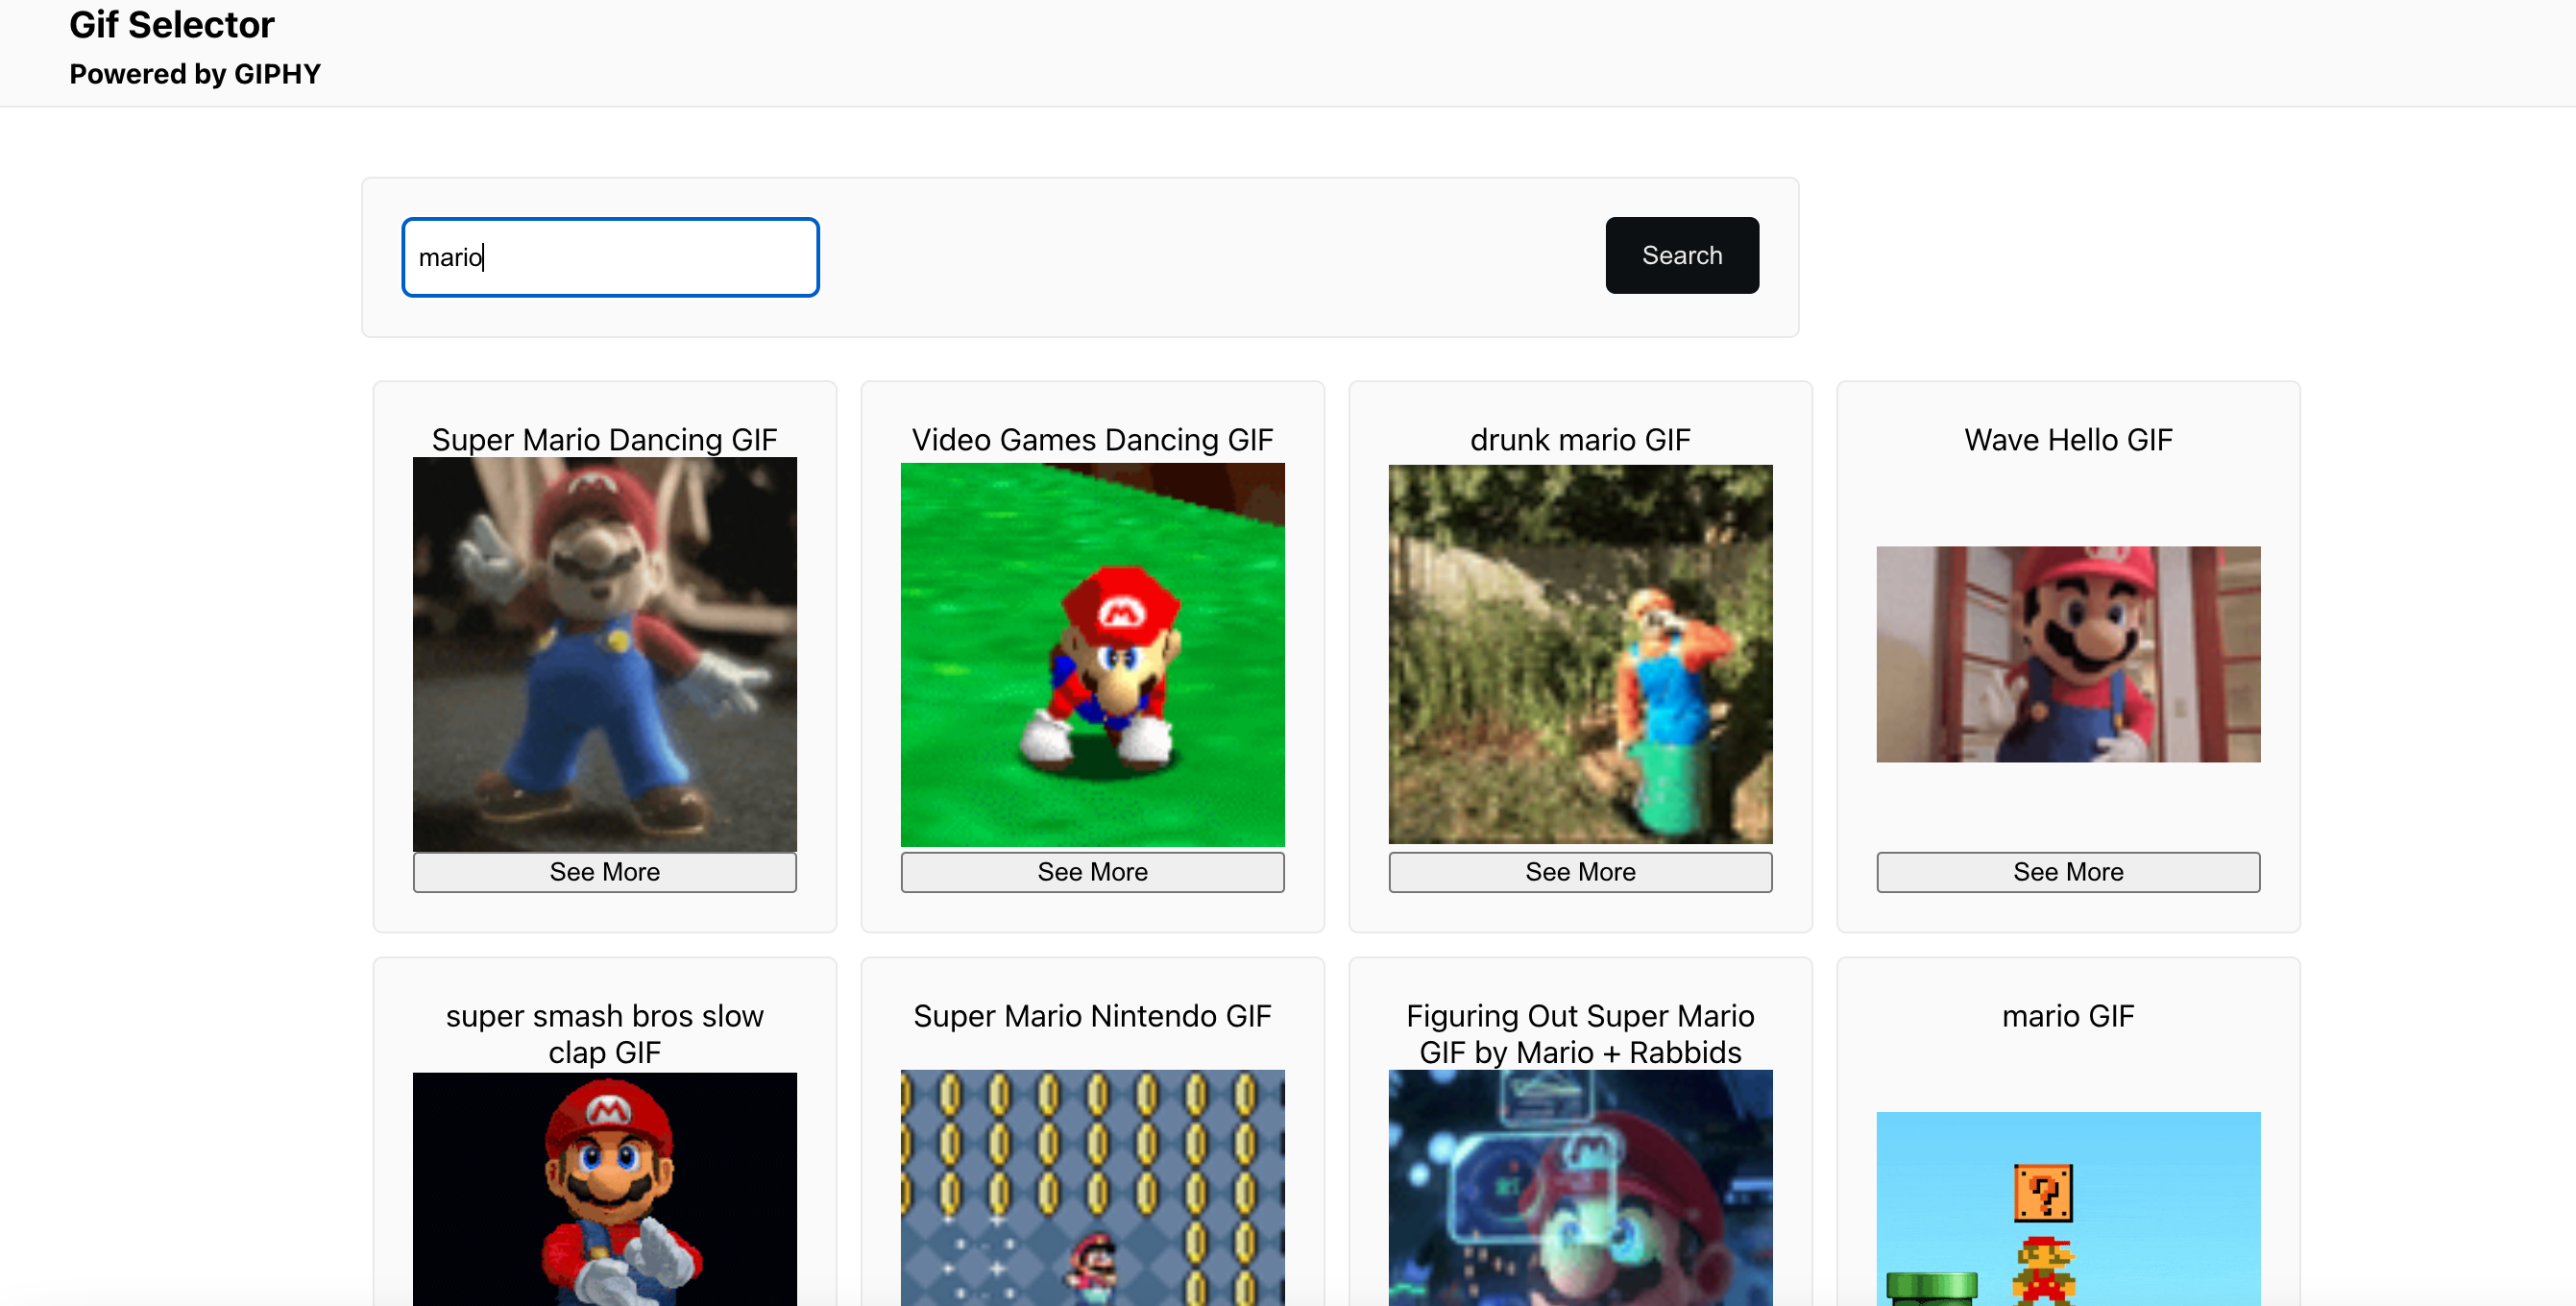 Gif Selector
Powered by GIPHY
mario
Search
Super Mario Dancing GIF
Video Games Dancing GIF
drunk mario GIF
Wave Hello GIF
M
M
See More
See More
See More
See More
super smash bros slow
clap GIF
Super Mario Nintendo GIF
Figuring Out Super Mario
GIF by Mario + Rabbids
mario GIF
M
M
?